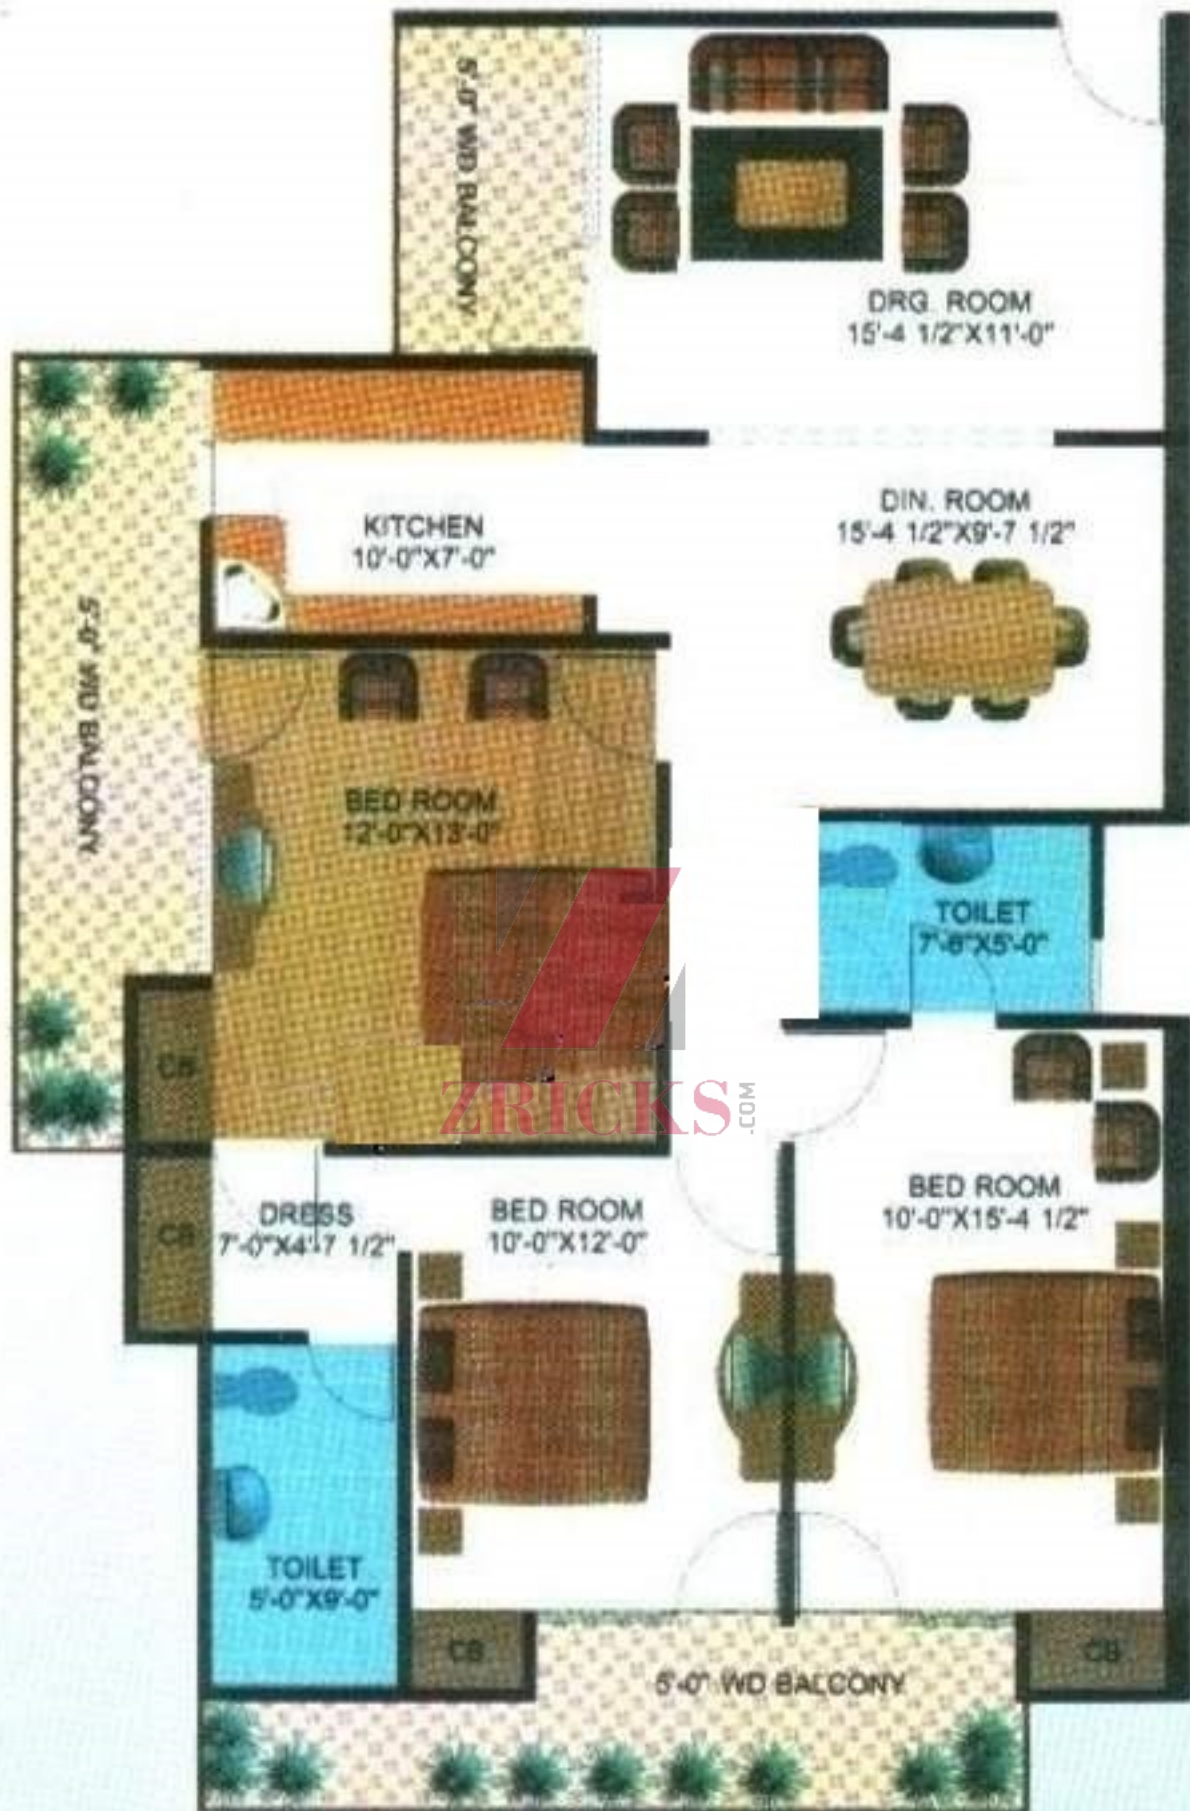 5'-0" WD BALCONY
DRG. ROOM
15'-4 1/2"X11'-0"
KITCHEN
10'-0"X7'-0"
DIN. ROOM
15'-4 1/2"X9'-7 1/2"
5'-0" WD BALCONY
BED ROOM
12'-0"X13'-0"
TOILET
7'-6"X5'-0"
CB
ZRICKS.COM
CB
DRESS
7'-0"X4'-7 1/2"
BED ROOM
10'-0"X12'-0"
BED ROOM
10'-0"X15'-4 1/2"
TOILET
5'-0"X9'-0"
CB
5'-0" WD BALCONY
CB